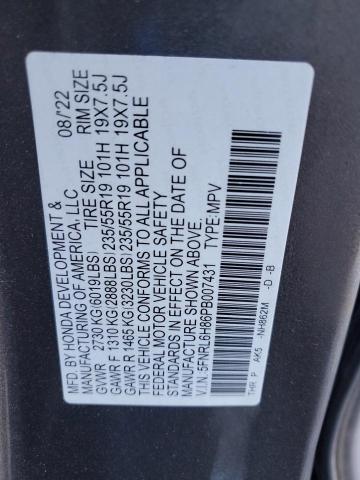 MFD. BY HONDA DEVELOPMENT & 08/'22
MANUFACTURING OF AMERICA, LLC
TIRE SIZE RIM SIZE
GVWR 2730 KG(6019LBS)
GAWR F 1310 KG(2888LBS) 235/55R19 101H 19X7.5J
GAWR R 1465 KG(3230LBS) 235/55R19 101H 19X7.5J
THIS VEHICLE CONFORMS TO ALL APPLICABLE
FEDERAL MOTOR VEHICLE SAFETY
STANDARDS IN EFFECT ON THE DATE OF
MANUFACTURE SHOWN ABOVE.
V.I.N.:5FNRL6H86PB007431 TYPE:MPV
THR P AK5 -NH862M -D -B